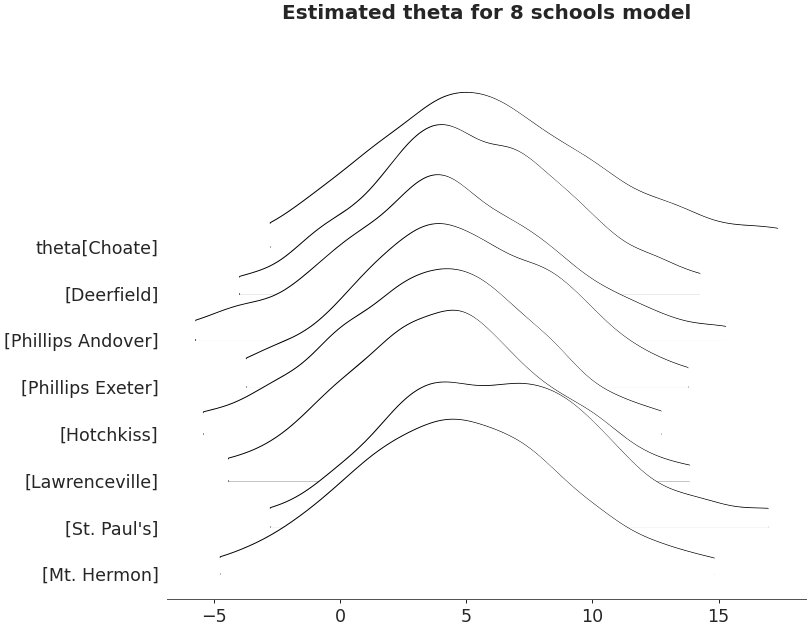 Estimated theta for 8 schools model
theta[Choate]
[Deerfield]
[Phillips Andover]
[Phillips Exeter]
[Hotchkiss]
[Lawrenceville]
[St. Paul's]
[Mt. Hermon]
−5 0 5 10 15